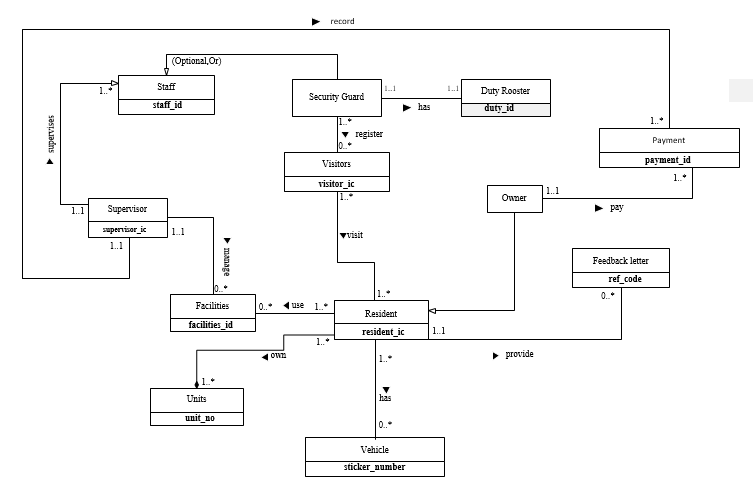 record
(Optional,Or)
Staff
staff_id
1..*
Security Guard
1..1
1..1
has
Duty Rooster
duty_id
supervises
1..*
register
0..*
Visitors
visitor_ic
1..*
1..*
Payment
payment_id
1..*
Owner
1..1
pay
Supervisor
supervisor_ic
1..1
1..1
1..1
visit
manage
Feedback letter
ref_code
0..*
0..*
Facilities
facilities_id
0..*
use
1..*
1..*
Resident
resident_ic
1..1
1..*
own
provide
1..*
1..*
Units
unit_no
has
0..*
Vehicle
sticker_number